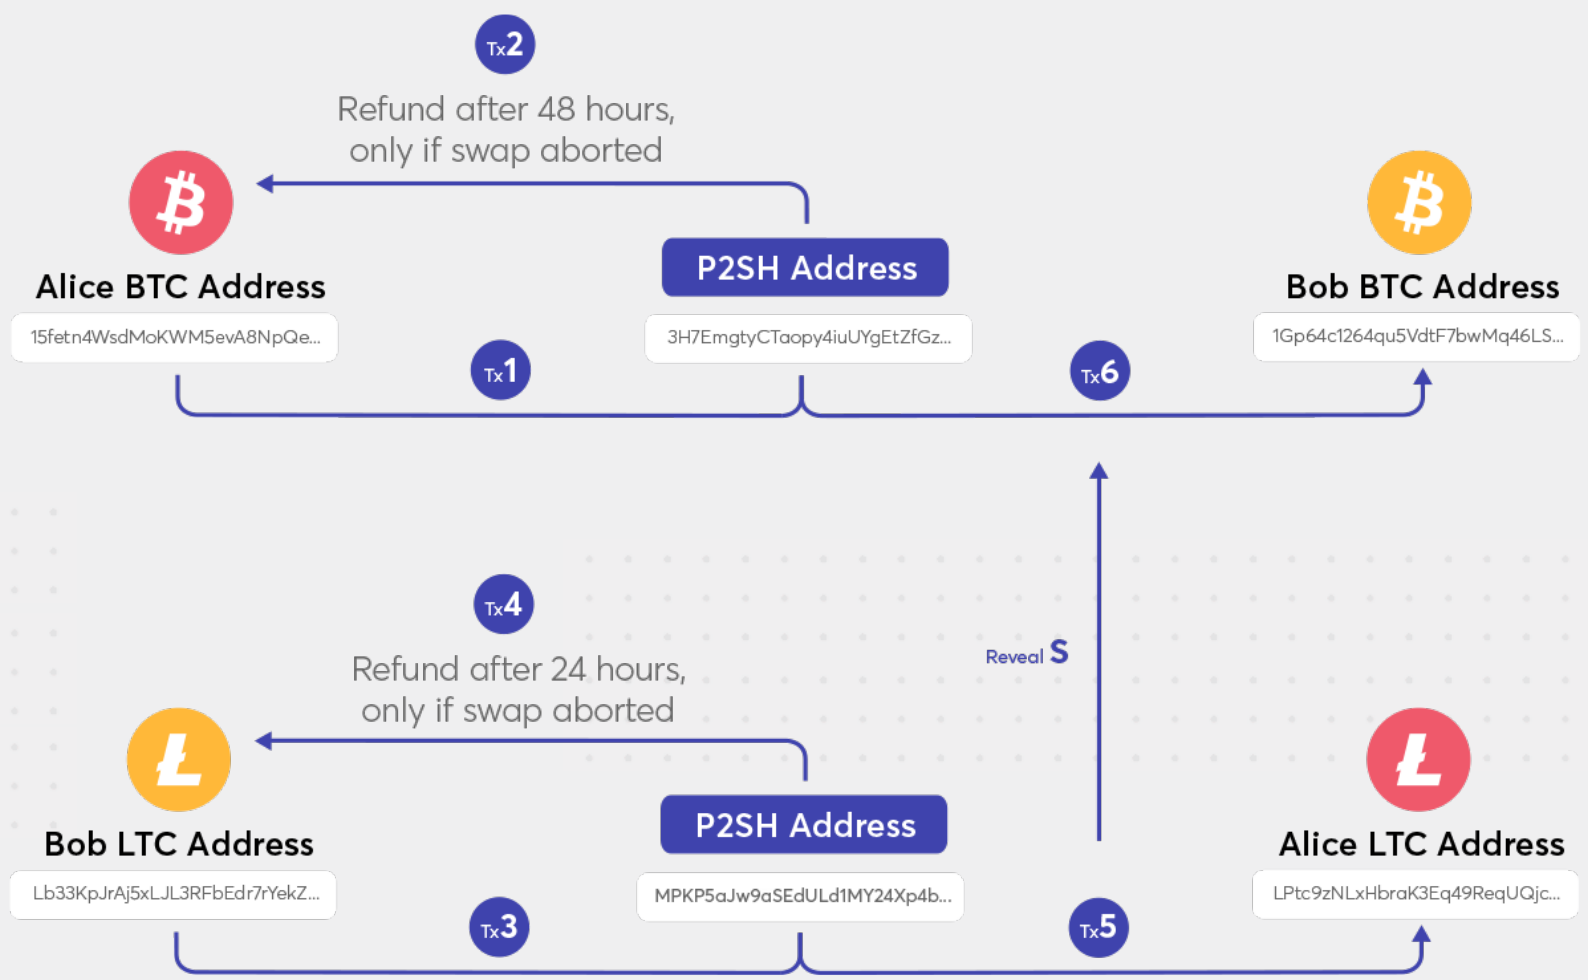 Tx2
Refund after 48 hours,
only if swap aborted
P2SH Address
Alice BTC Address
Bob BTC Address
15fetn4WsdMoKWM5evA8NpQe...
3H7EmgtyCTaopy4iuUYgEtZfGz...
1Gp64c1264qu5VdtF7bwMq46LS...
Tx1
Tx6
Tx4
Reveal S
Refund after 24 hours,
only if swap aborted
P2SH Address
Bob LTC Address
Alice LTC Address
Lb33KpJrAj5xLJL3RFbEdr7rYekZ...
MPKP5aJw9aSEdULd1MY24Xp4b...
LPtc9zNLxHbraK3Eq49ReqUQjc...
Tx3
Tx5